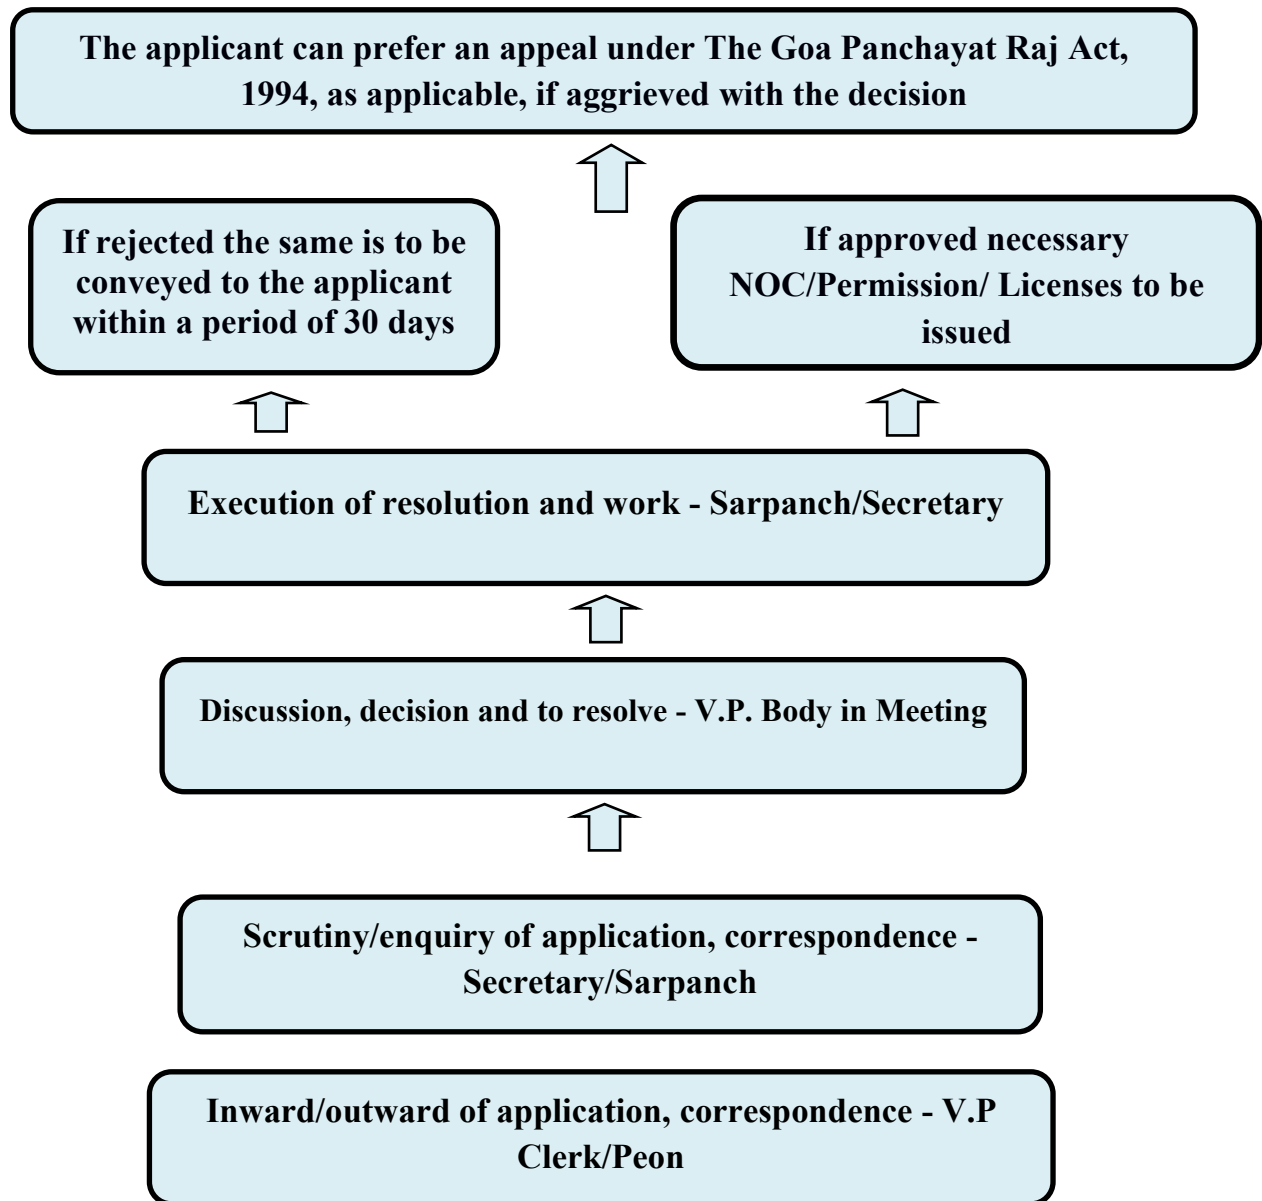 The applicant can prefer an appeal under The Goa Panchayat Raj Act,
1994, as applicable, if aggrieved with the decision
If rejected the same is to be
conveyed to the applicant
within a period of 30 days
If approved necessary
NOC/Permission/ Licenses to be
issued
Execution of resolution and work - Sarpanch/Secretary
Discussion, decision and to resolve - V.P. Body in Meeting
Scrutiny/enquiry of application, correspondence -
Secretary/Sarpanch
Inward/outward of application, correspondence - V.P
Clerk/Peon